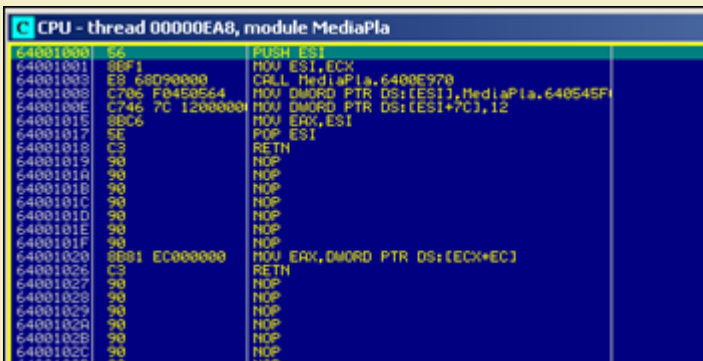 C CPU - thread 00000EA8, module MediaPla
64001000 56 PUSH ESI
64001001 8BF1 MOV ESI,ECX
64001003 E8 68D90000 CALL MediaPla.6400E970
64001008 C706 F0450564 MOV DWORD PTR DS:[ESI],MediaPla.640545F
6400100E C746 7C 1200000 MOV DWORD PTR DS:[ESI+7C],12
64001015 8BC6 MOV EAX,ESI
64001017 5E POP ESI
64001018 C3 RETN
64001019 90 NOP
6400101A 90 NOP
6400101B 90 NOP
6400101C 90 NOP
6400101D 90 NOP
6400101E 90 NOP
6400101F 90 NOP
64001020 8B81 EC000000 MOV EAX,DWORD PTR DS:[ECX+EC]
64001026 C3 RETN
64001027 90 NOP
64001028 90 NOP
64001029 90 NOP
6400102A 90 NOP
6400102B 90 NOP
6400102C 90 NOP